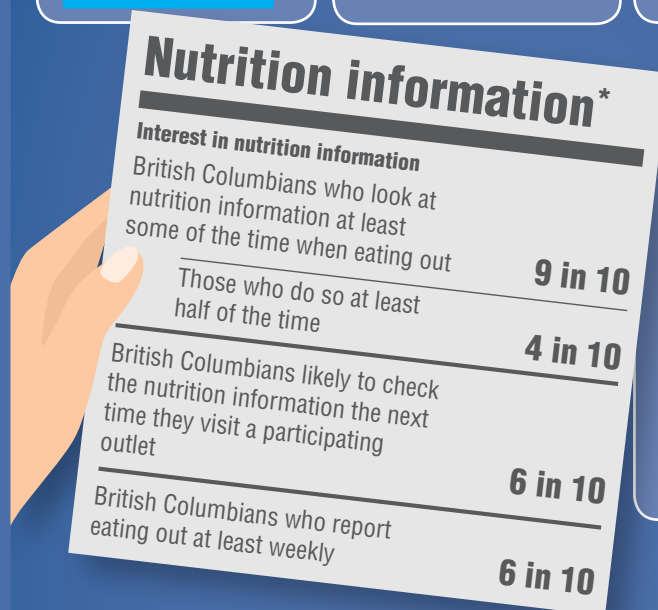 Nutrition information*
Interest in nutrition information
British Columbians who look at
nutrition information at least
some of the time when eating out 9 in 10
Those who do so at least
half of the time 4 in 10
British Columbians likely to check
the nutrition information the next
time they visit a participating
outlet 6 in 10
British Columbians who report
eating out at least weekly 6 in 10